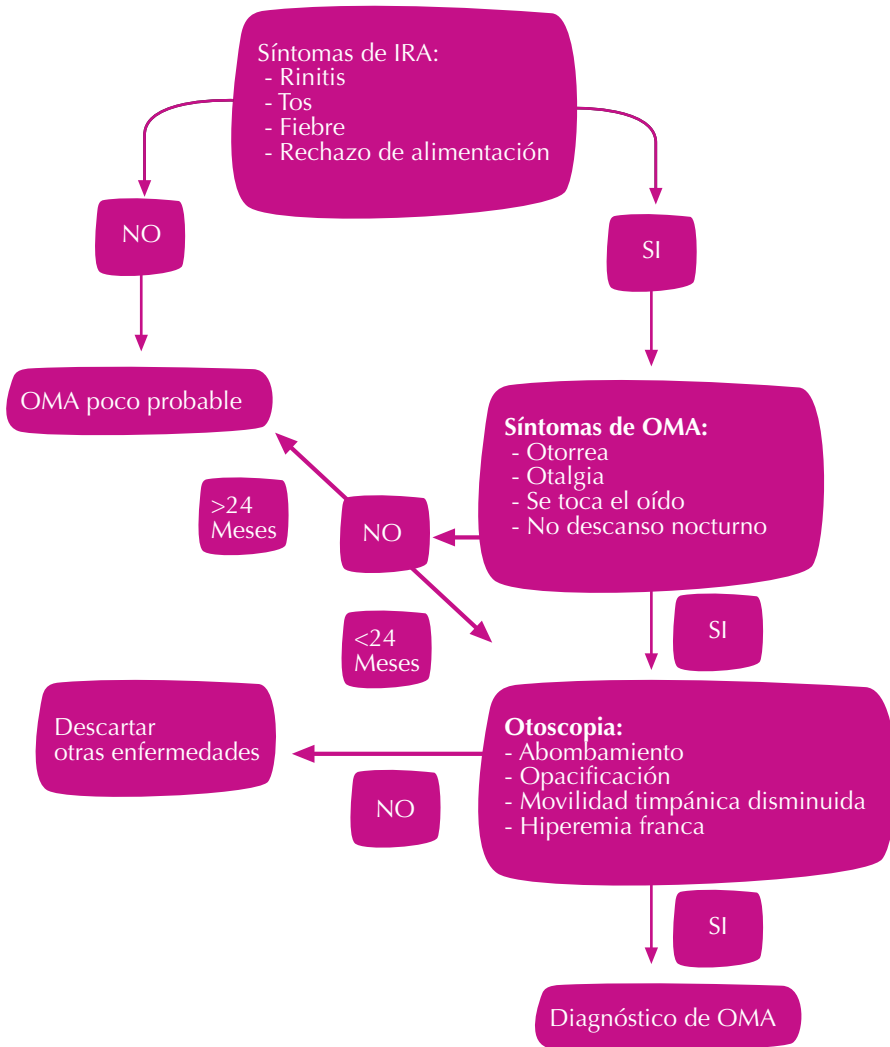 Síntomas de IRA:
- Rinitis
- Tos
- Fiebre
- Rechazo de alimentación
NO
SI
OMA poco probable
Síntomas de OMA:
- Otorrea
- Otalgia
- Se toca el oído
- No descanso nocturno
>24
Meses
NO
SI
<24
Meses
Descartar
otras enfermedades
Otoscopia:
- Abombamiento
- Opacificación
- Movilidad timpánica disminuida
- Hiperemia franca
NO
SI
Diagnóstico de OMA